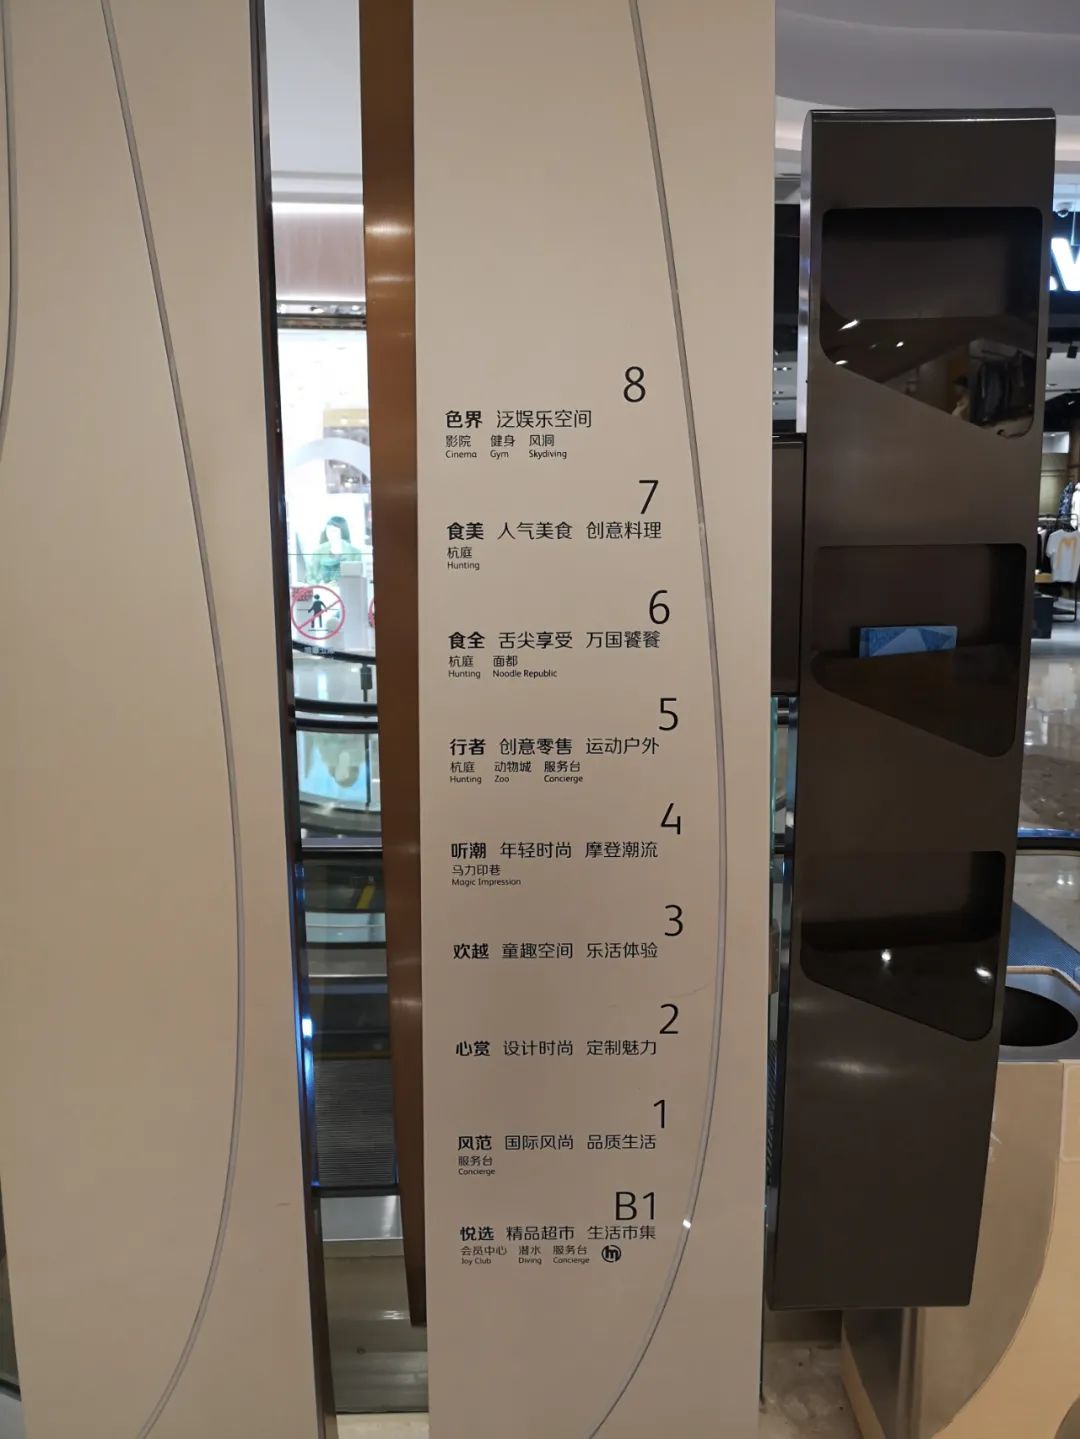 8
色界 泛娱乐空间
影院 健身 风洞
Cinema Gym Skydiving
7
食美 人气美食 创意料理
杭庭
Hunting
6
食全 舌尖享受 万国饕餮
杭庭 面都
Hunting Noodle Republic
5
行者 创意零售 运动户外
杭庭 动物城 服务台
Hunting Zoo Concierge
4
听潮 年轻时尚 摩登潮流
马力印巷
Magic Impression
3
欢越 童趣空间 乐活体验
2
心赏 设计时尚 定制魅力
1
风范 国际风尚 品质生活
服务台
Concierge
B1
悦选 精品超市 生活市集
会员中心 潜水 服务台
Joy Club Diving Concierge